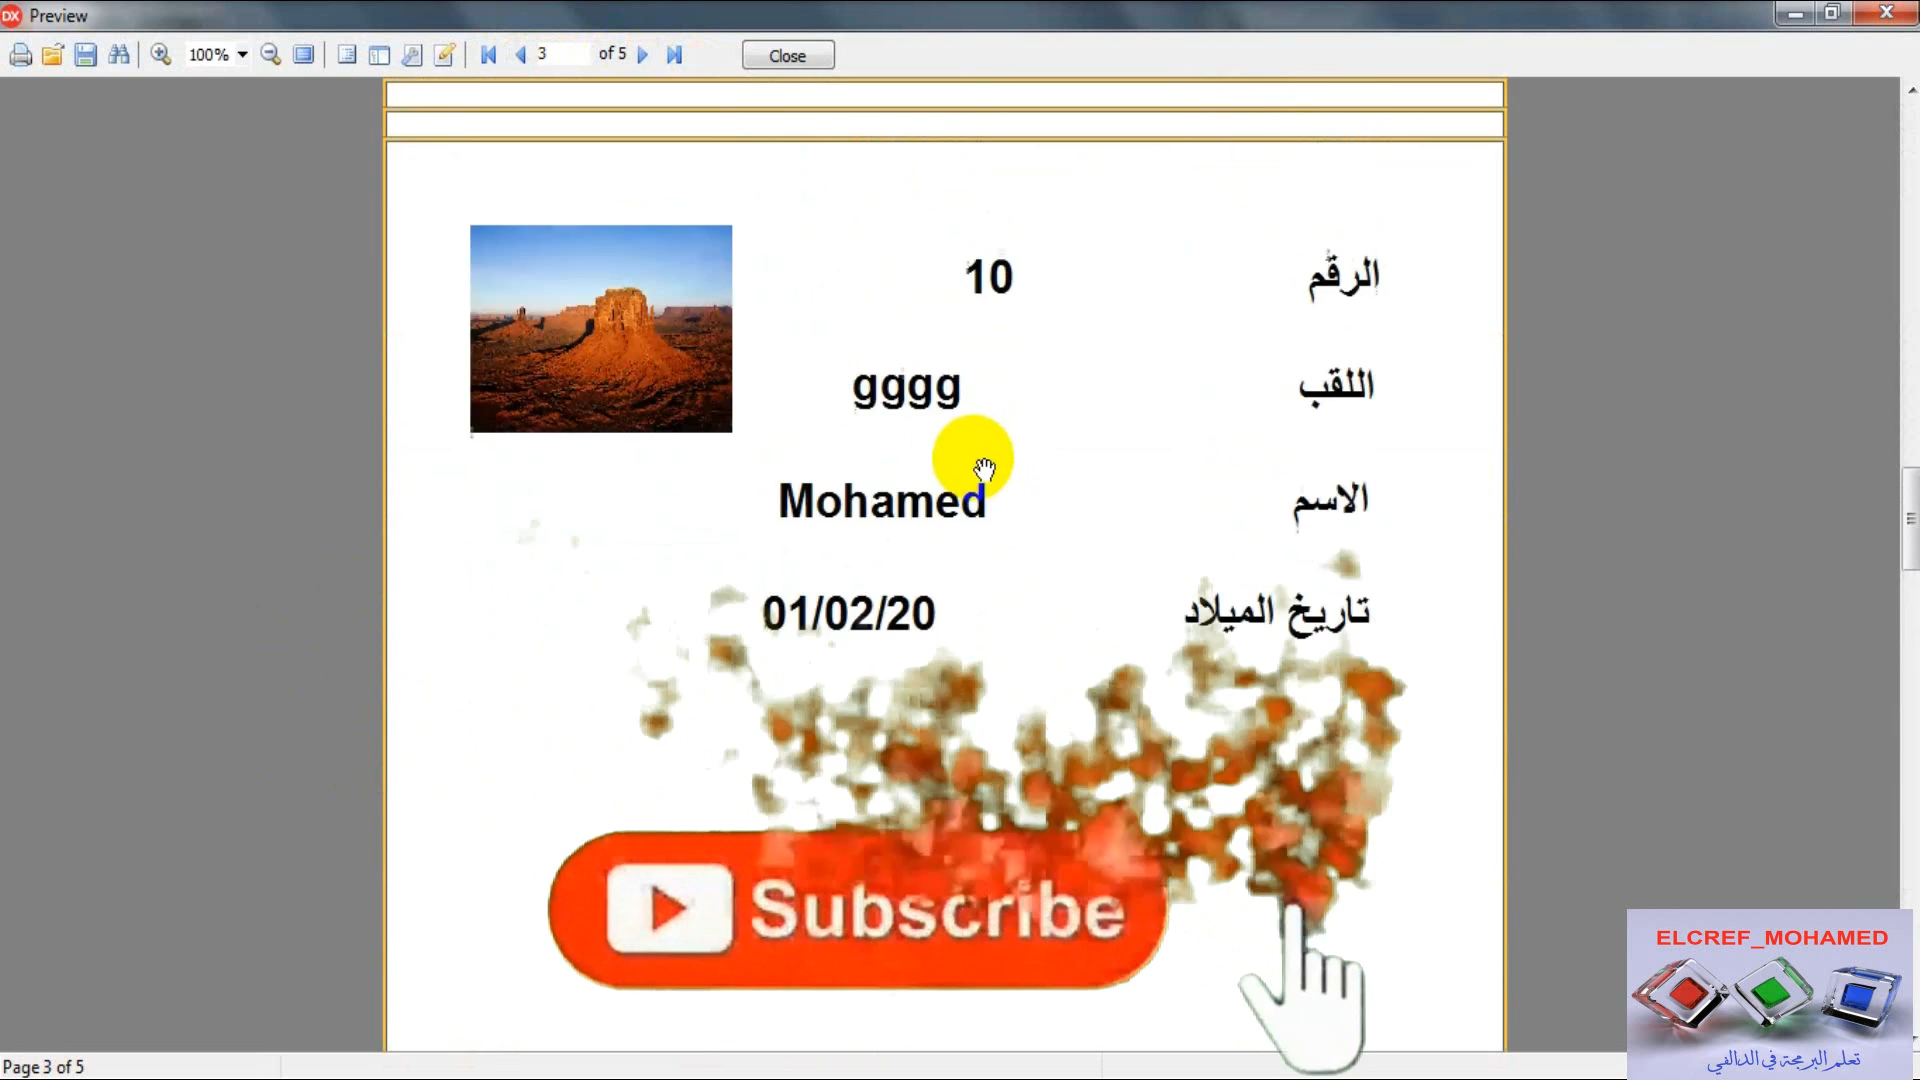 Preview
100%
3 of 5
Close
الرقم 10
اللقب gggg
الاسم Mohamed
تاريخ الميلاد 01/02/20
Subscribe
ELCREF_MOHAMED
تعلم البرمجة في الدالفي
Page 3 of 5